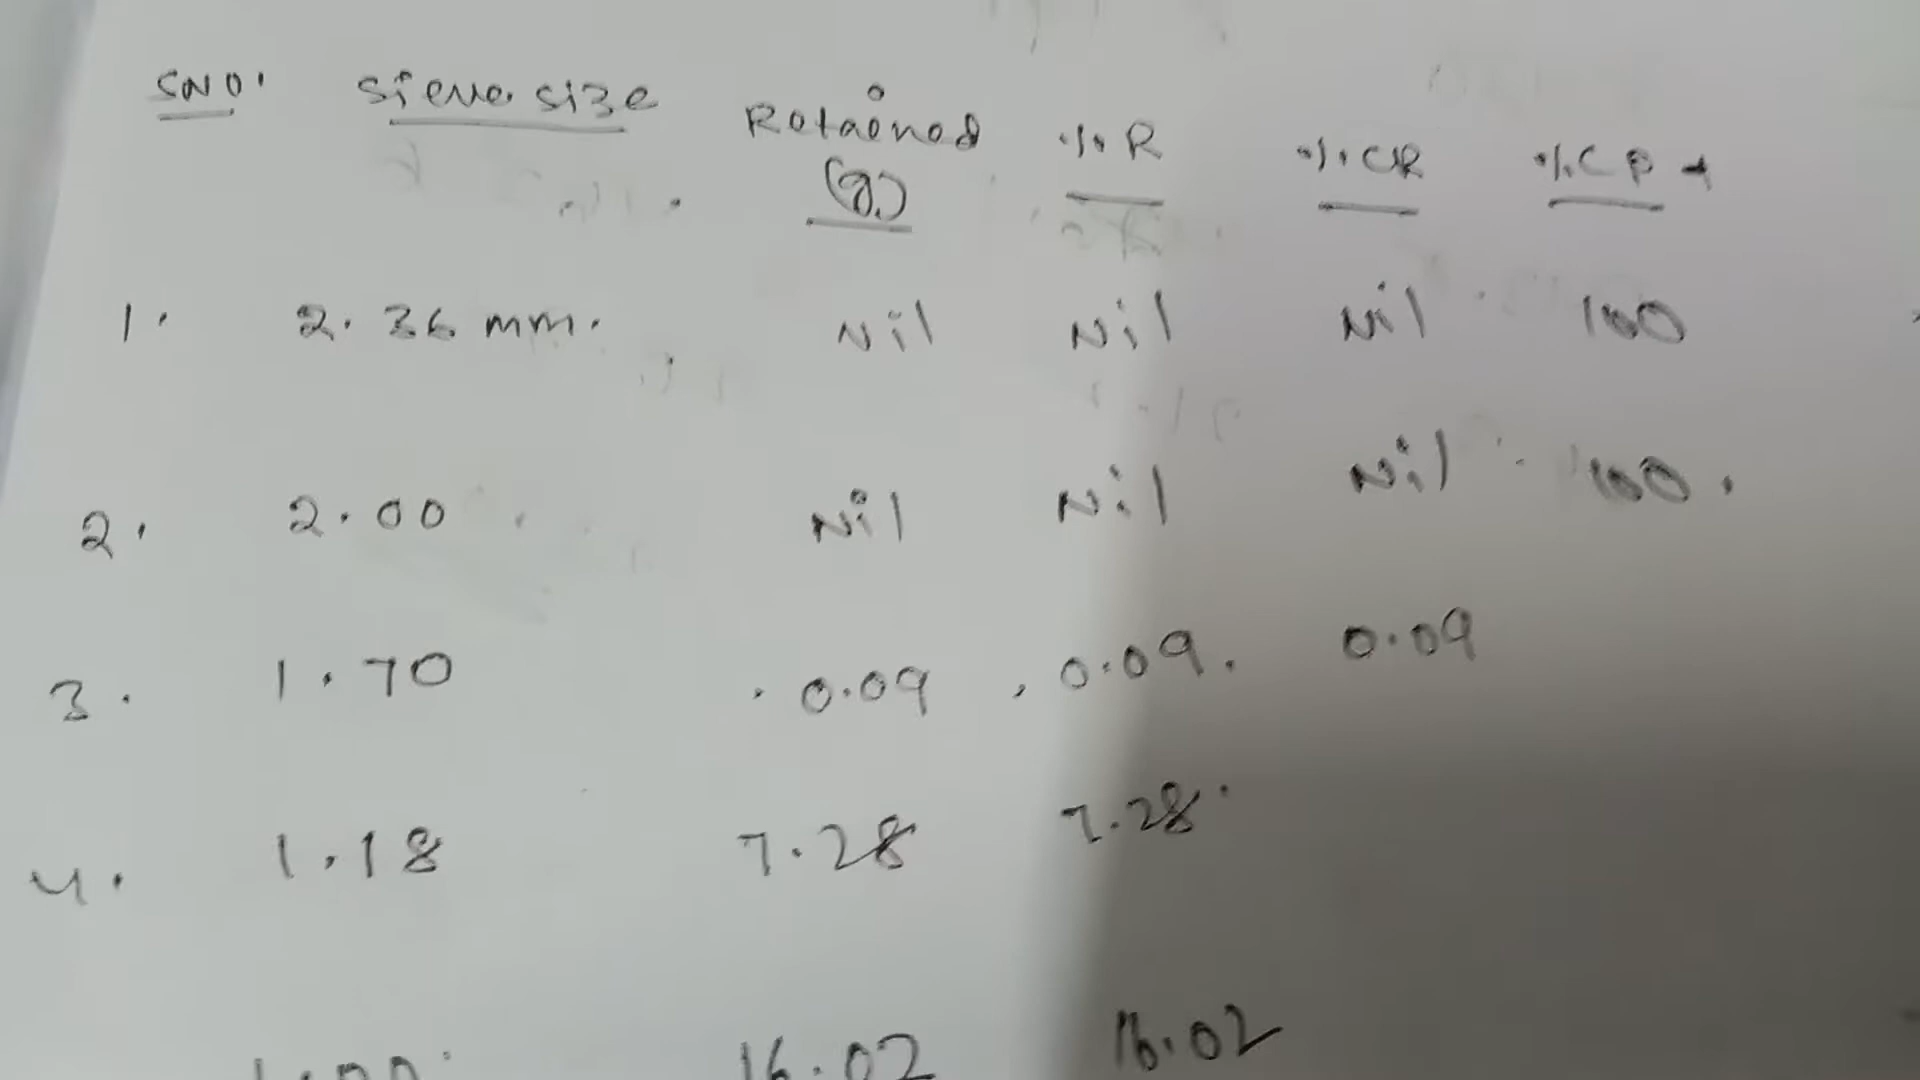 SNO. Sieve size Retained (g) %R %CR %CP
1. 2.36 mm. Nil Nil Nil 100
2. 2.00 Nil Nil Nil 100.
3. 1.70 0.09 0.09. 0.09
4. 1.18 7.28 7.28
1.00 16.02 16.02